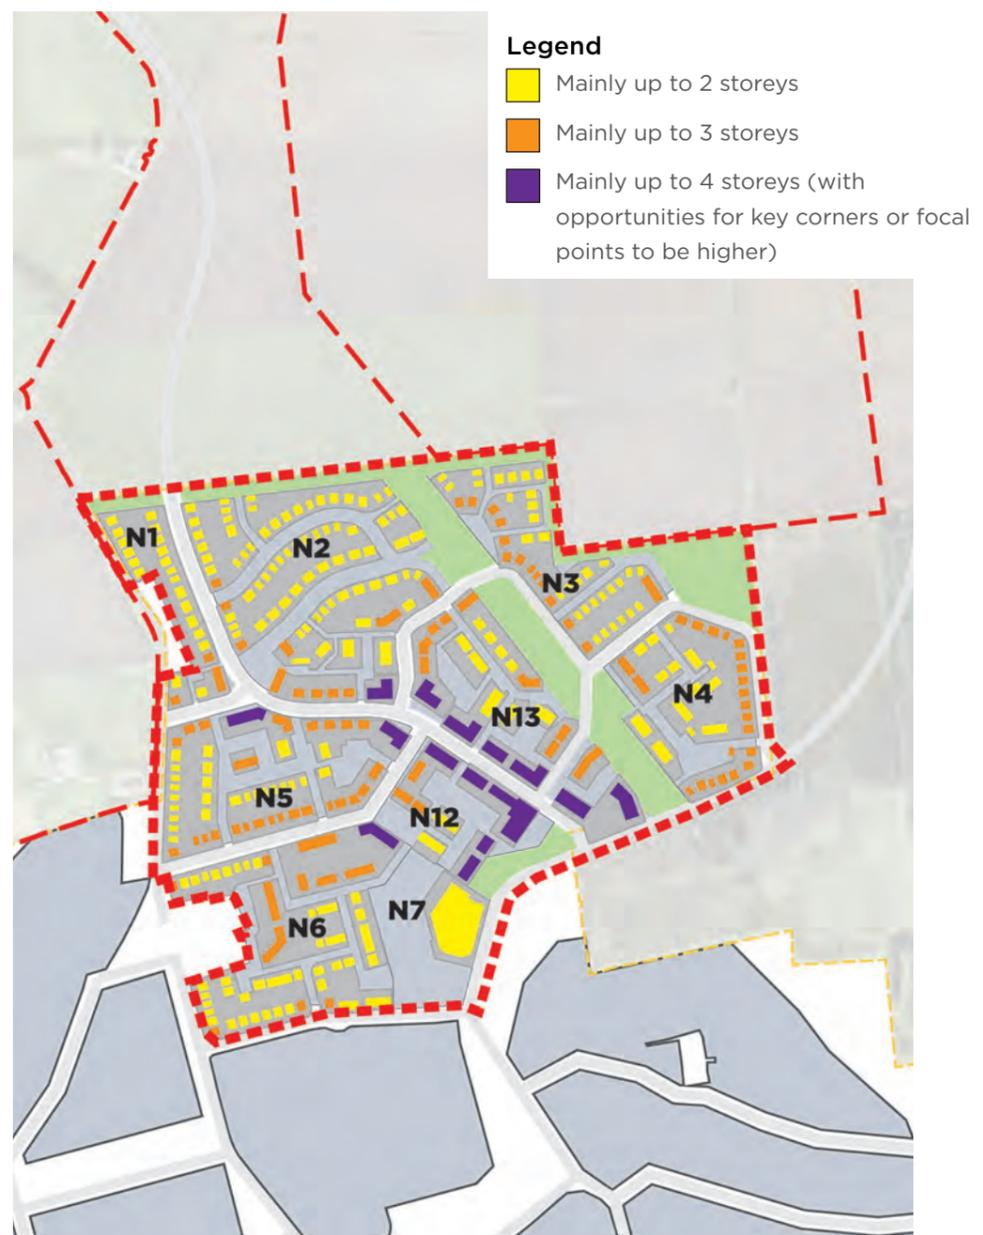 Legend
Mainly up to 2 storeys
Mainly up to 3 storeys
Mainly up to 4 storeys (with
opportunities for key corners or focal
points to be higher)
N1
N2
N3
N4
N13
N5
N12
N7
N6